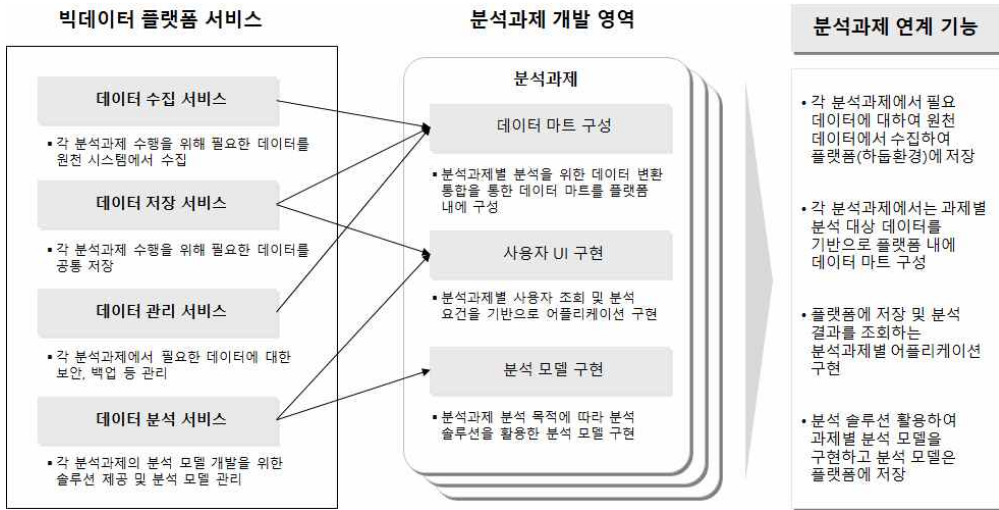 빅데이터 플랫폼 서비스
데이터 수집 서비스
▪ 각 분석과제 수행을 위해 필요한 데이터를
원천 시스템에서 수집
데이터 저장 서비스
▪ 각 분석과제 수행을 위해 필요한 데이터를
공통 저장
데이터 관리 서비스
▪ 각 분석과제에서 필요한 데이터에 대한
보안, 백업 등 관리
데이터 분석 서비스
▪ 각 분석과제의 분석 모델 개발을 위한
솔루션 제공 및 분석 모델 관리
분석과제 개발 영역
분석과제
데이터 마트 구성
▪ 분석과제별 분석을 위한 데이터 변환
통합을 통한 데이터 마트를 플랫폼
내에 구성
사용자 UI 구현
▪ 분석과제별 사용자 조회 및 분석
요건을 기반으로 어플리케이션 구현
분석 모델 구현
▪ 분석과제 분석 목적에 따라 분석
솔루션을 활용한 분석 모델 구현
분석과제 연계 기능
• 각 분석과제에서 필요
데이터에 대하여 원천
데이터에서 수집하여
플랫폼(하둡환경)에 저장
• 각 분석과제에서는 과제별
분석 대상 데이터를
기반으로 플랫폼 내에
데이터 마트 구성
• 플랫폼에 저장 및 분석
결과를 조회하는
분석과제별 어플리케이션
구현
• 분석 솔루션 활용하여
과제별 분석 모델을
구현하고 분석 모델은
플랫폼에 저장